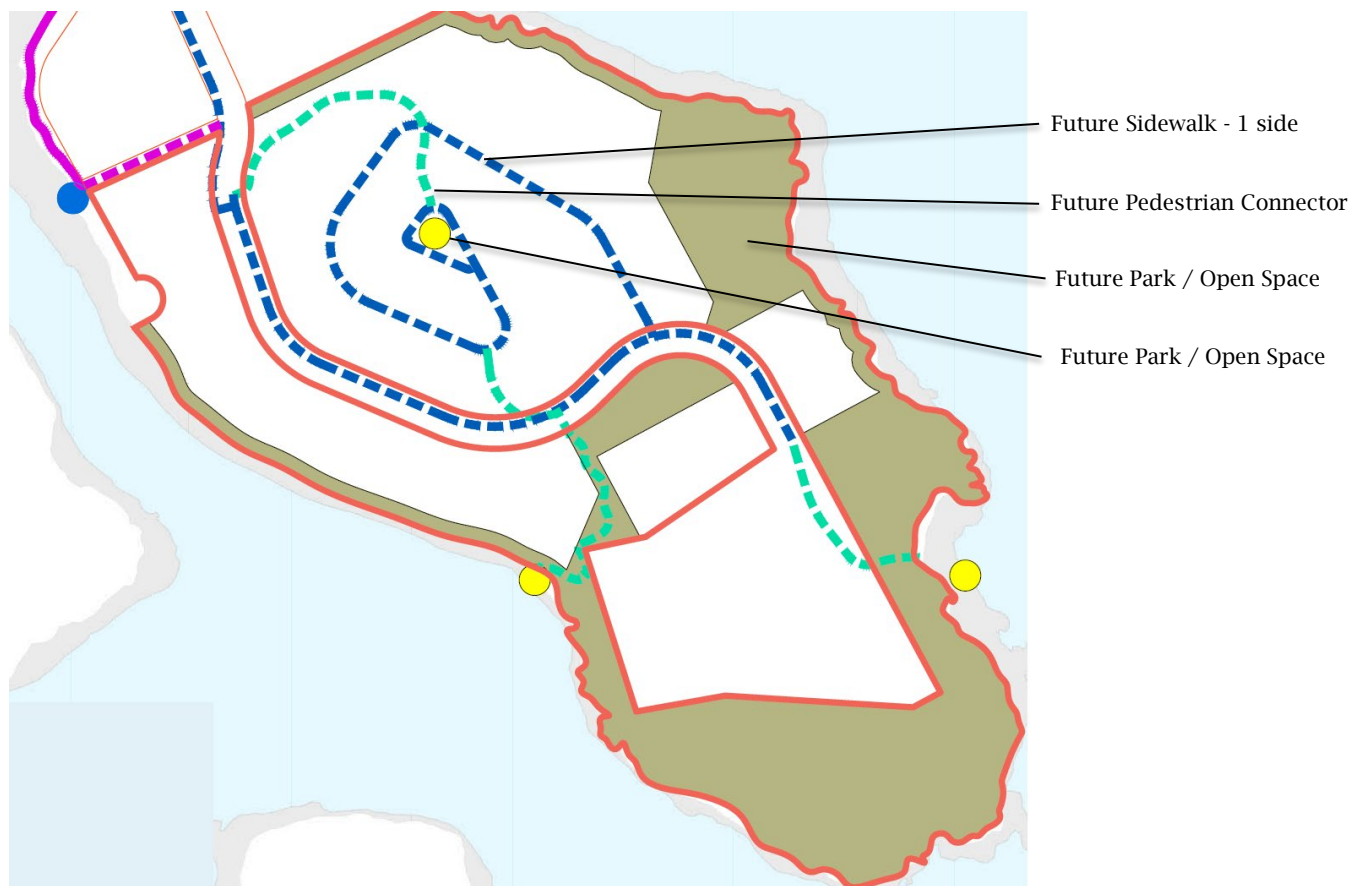 Future Sidewalk - 1 side
Future Pedestrian Connector
Future Park / Open Space
Future Park / Open Space